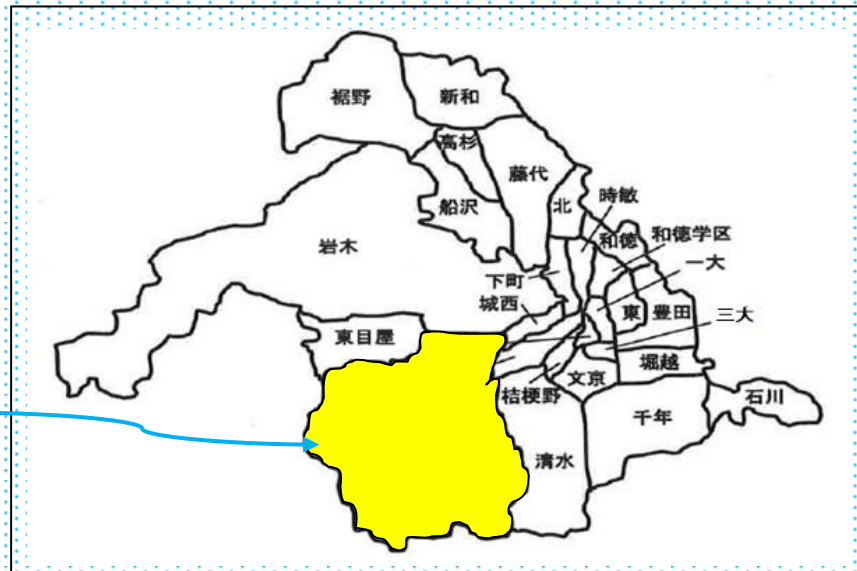 裾野
新和
高杉
藤代
船沢
北
時敏
岩木
和徳
和徳学区
下町
一大
城西
東
豊田
三大
東目屋
堀越
桔梗野
文京
石川
千年
清水